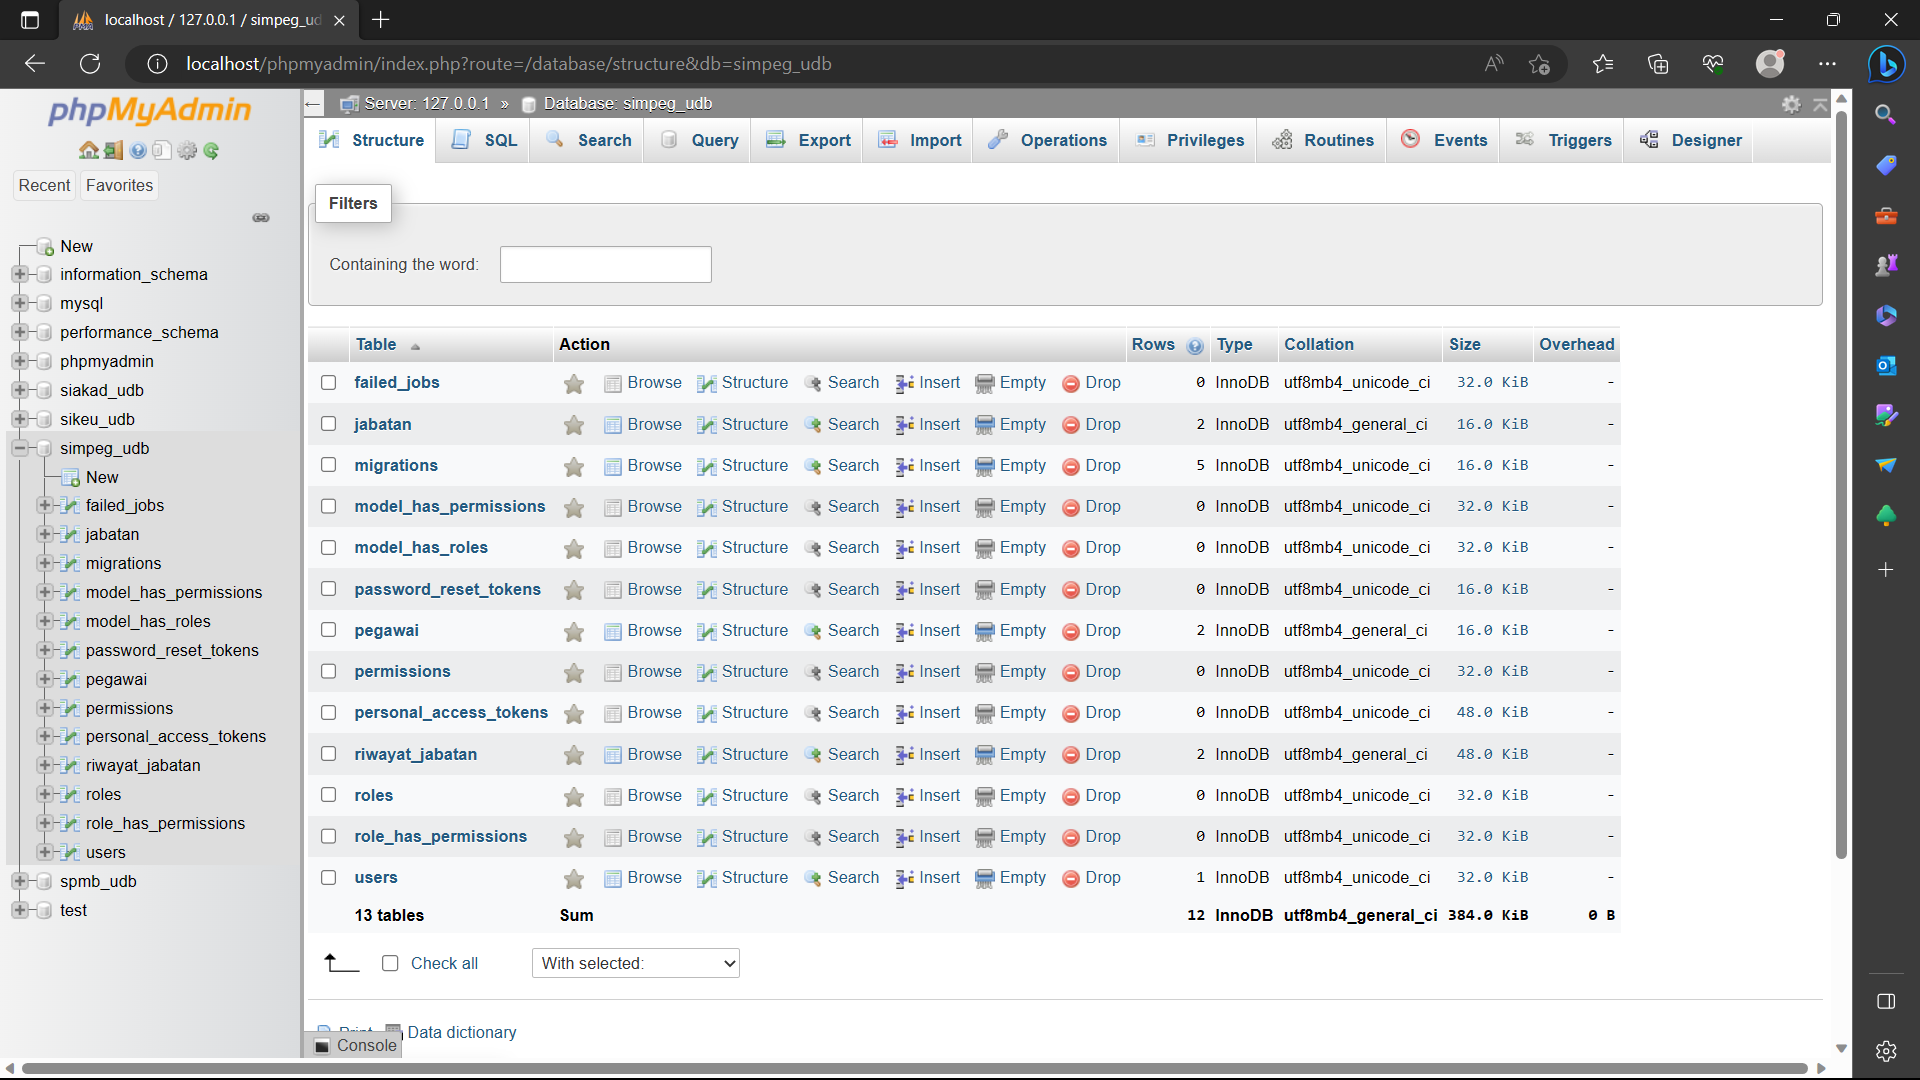 localhost / 127.0.0.1 / simpeg_ud
localhost/phpmyadmin/index.php?route=/database/structure&db=simpeg_udb
phpMyAdmin
Recent Favorites
New
information_schema
mysql
performance_schema
phpmyadmin
siakad_udb
sikeu_udb
simpeg_udb
New
failed_jobs
jabatan
migrations
model_has_permissions
model_has_roles
password_reset_tokens
pegawai
permissions
personal_access_tokens
riwayat_jabatan
roles
role_has_permissions
users
spmb_udb
test
Server: 127.0.0.1 » Database: simpeg_udb
Structure SQL Search Query Export Import Operations Privileges Routines Events Triggers Designer
Filters
Containing the word:
Table Action Rows Type Collation Size Overhead
failed_jobs Browse Structure Search Insert Empty Drop 0 InnoDB utf8mb4_unicode_ci 32.0 KiB -
jabatan Browse Structure Search Insert Empty Drop 2 InnoDB utf8mb4_general_ci 16.0 KiB -
migrations Browse Structure Search Insert Empty Drop 5 InnoDB utf8mb4_unicode_ci 16.0 KiB -
model_has_permissions Browse Structure Search Insert Empty Drop 0 InnoDB utf8mb4_unicode_ci 32.0 KiB -
model_has_roles Browse Structure Search Insert Empty Drop 0 InnoDB utf8mb4_unicode_ci 32.0 KiB -
password_reset_tokens Browse Structure Search Insert Empty Drop 0 InnoDB utf8mb4_unicode_ci 16.0 KiB -
pegawai Browse Structure Search Insert Empty Drop 2 InnoDB utf8mb4_general_ci 16.0 KiB -
permissions Browse Structure Search Insert Empty Drop 0 InnoDB utf8mb4_unicode_ci 32.0 KiB -
personal_access_tokens Browse Structure Search Insert Empty Drop 0 InnoDB utf8mb4_unicode_ci 48.0 KiB -
riwayat_jabatan Browse Structure Search Insert Empty Drop 2 InnoDB utf8mb4_general_ci 48.0 KiB -
roles Browse Structure Search Insert Empty Drop 0 InnoDB utf8mb4_unicode_ci 32.0 KiB -
role_has_permissions Browse Structure Search Insert Empty Drop 0 InnoDB utf8mb4_unicode_ci 32.0 KiB -
users Browse Structure Search Insert Empty Drop 1 InnoDB utf8mb4_unicode_ci 32.0 KiB -
13 tables Sum 12 InnoDB utf8mb4_general_ci 384.0 KiB 0 B
Check all With selected:
Print Data dictionary
Console